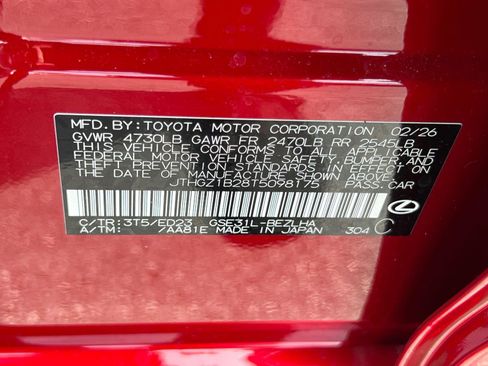 MFD. BY: TOYOTA MOTOR CORPORATION 02/26
GVWR 4730LB GAWR FR 2470LB RR 2545LB
THIS VEHICLE CONFORMS TO ALL APPLICABLE
FEDERAL MOTOR VEHICLE SAFETY, BUMPER, AND
THEFT PREVENTION STANDARDS IN EFFECT ON
THE DATE OF MANUFACTURE SHOWN ABOVE.
JTHGZ1B28T5098175 PASS.CAR
C/TR: 3T5/ED23 GSE31L-BEZLHA
A/TM: /AA81E MADE IN JAPAN 304 C